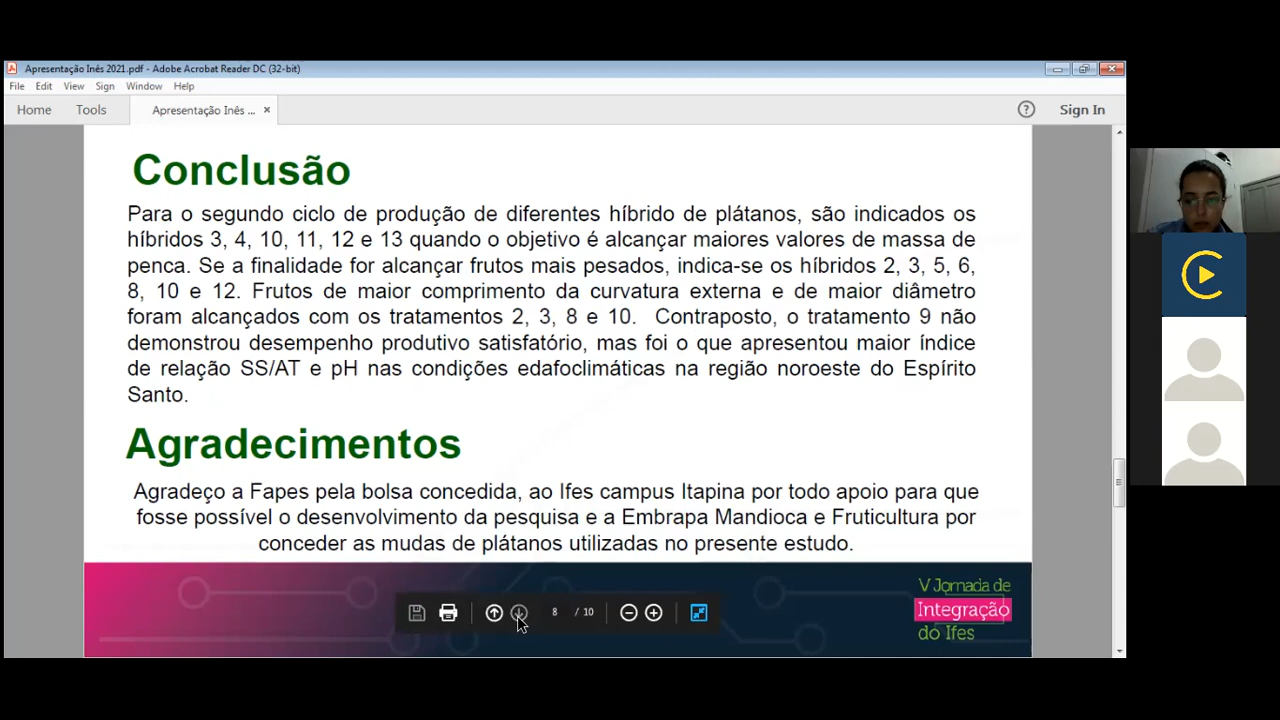 Apresentação Inês 2021.pdf - Adobe Acrobat Reader DC (32-bit)
File Edit View Sign Window Help
Home Tools Apresentação Inês ... × Sign In
Conclusão
Para o segundo ciclo de produção de diferentes híbrido de plátanos, são indicados os
híbridos 3, 4, 10, 11, 12 e 13 quando o objetivo é alcançar maiores valores de massa de
penca. Se a finalidade for alcançar frutos mais pesados, indica-se os híbridos 2, 3, 5, 6,
8, 10 e 12. Frutos de maior comprimento da curvatura externa e de maior diâmetro
foram alcançados com os tratamentos 2, 3, 8 e 10. Contraposto, o tratamento 9 não
demonstrou desempenho produtivo satisfatório, mas foi o que apresentou maior índice
de relação SS/AT e pH nas condições edafoclimáticas na região noroeste do Espírito
Santo.
Agradecimentos
Agradeço a Fapes pela bolsa concedida, ao Ifes campus Itapina por todo apoio para que
fosse possível o desenvolvimento da pesquisa e a Embrapa Mandioca e Fruticultura por
conceder as mudas de plátanos utilizadas no presente estudo.
8 / 10
V Jornada de
Integração
do Ifes